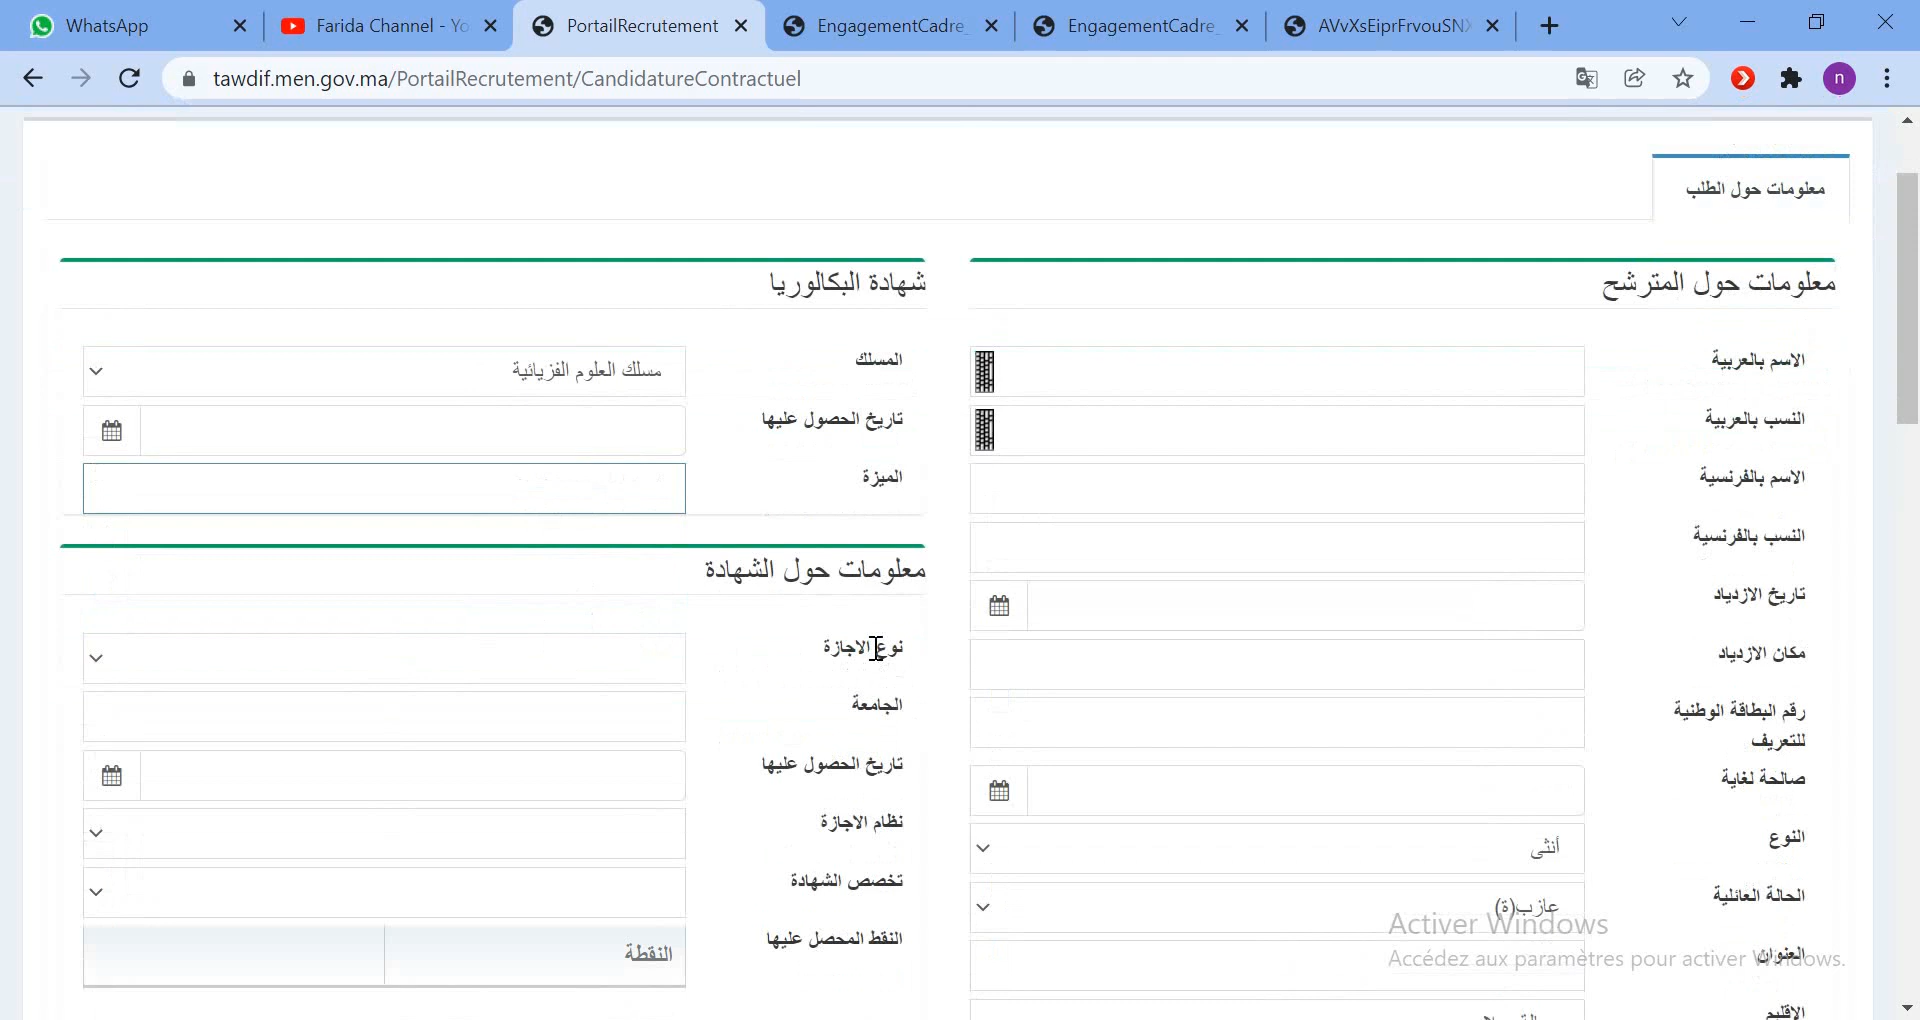 WhatsApp
Farida Channel - Yo
PortailRecrutement
EngagementCadre_
EngagementCadre_
AVvXsEiprFrvouSNX
tawdif.men.gov.ma/PortailRecrutement/CandidatureContractuel
n
معلومات حول الطلب
معلومات حول المترشح
الاسم بالعربية
النسب بالعربية
الاسم بالفرنسية
النسب بالفرنسية
تاريخ الازدياد
مكان الازدياد
رقم البطاقة الوطنية
للتعريف
صالحة لغاية
النوع
أنثى
الحالة العائلية
عازب(ة)
العنوان
الاقليم
شهادة البكالوريا
المسلك
مسلك العلوم الفزيائية
تاريخ الحصول عليها
الميزة
معلومات حول الشهادة
نوع الاجازة
الجامعة
تاريخ الحصول عليها
نظام الاجازة
تخصص الشهادة
النقط المحصل عليها
النقطة
Activer Windows
Accédez aux paramètres pour activer Windows.